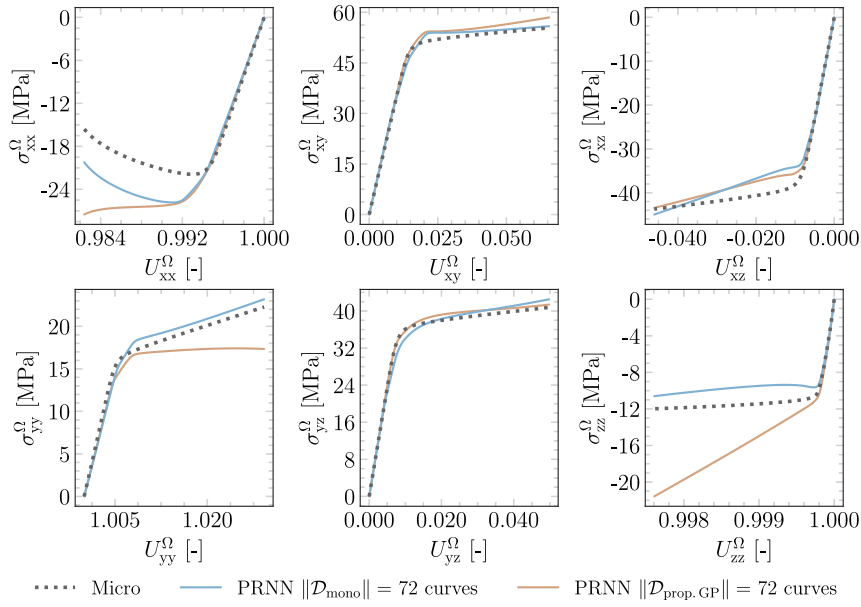 0 60 0
-6 45 -10
-12 30 -20
-18 15 -30
-24 0 -40
0.984 0.992 1.000 0.000 0.025 0.050 -0.040 -0.020 0.000
σ^Ω_xx [MPa] σ^Ω_xy [MPa] σ^Ω_xz [MPa]
U^Ω_xx [-] U^Ω_xy [-] U^Ω_xz [-]
20 40 0
15 32 -4
10 24 -8
5 16 -12
0 8 -16
0 -20
1.005 1.020 0.000 0.020 0.040 0.998 0.999 1.000
σ^Ω_yy [MPa] σ^Ω_yz [MPa] σ^Ω_zz [MPa]
U^Ω_yy [-] U^Ω_yz [-] U^Ω_zz [-]
Micro PRNN ‖𝒟_mono‖ = 72 curves PRNN ‖𝒟_prop. GP‖ = 72 curves